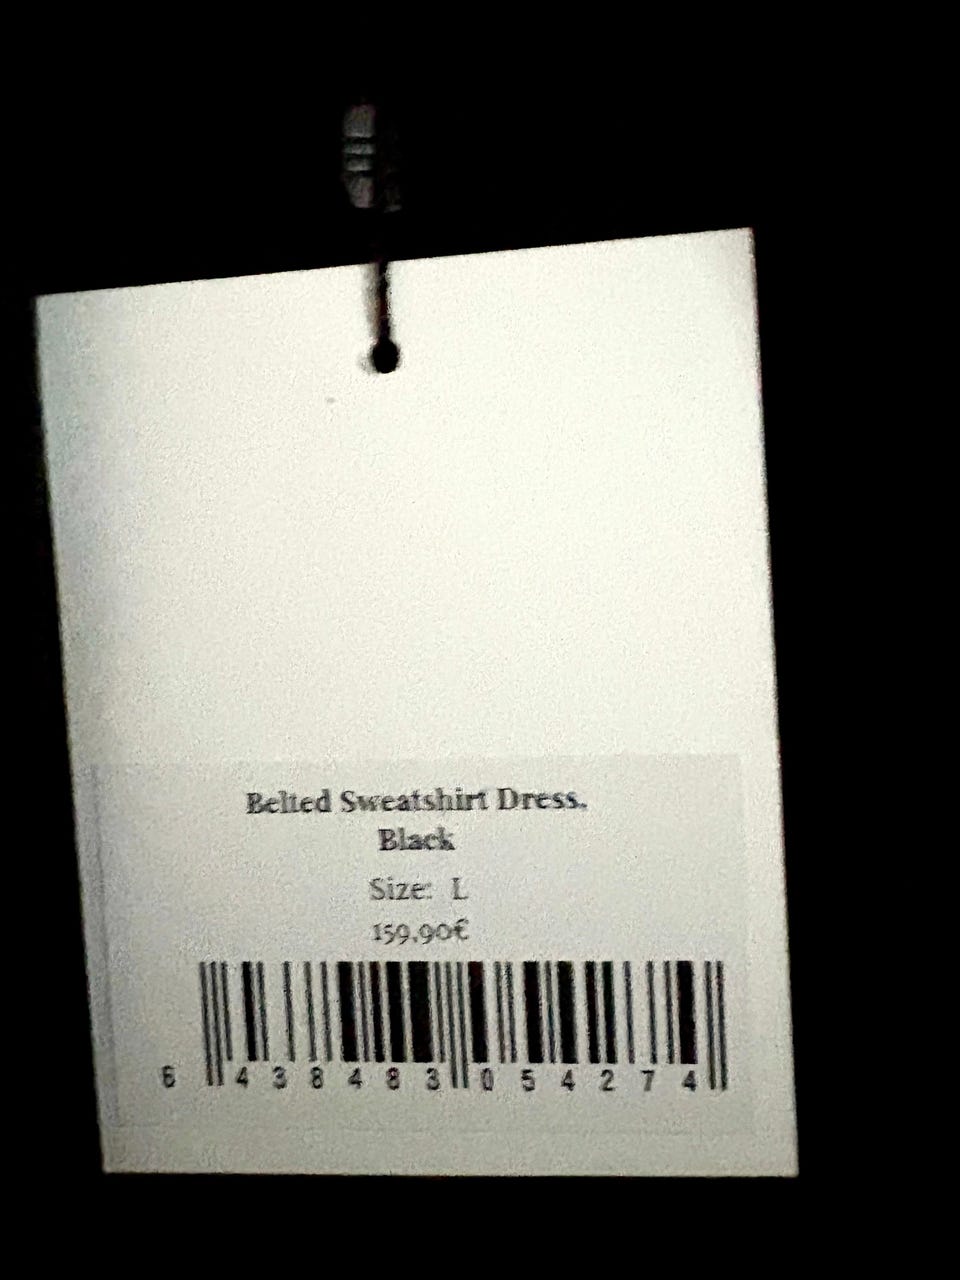 Belted Sweatshirt Dress,
Black
Size: L
159,90€
6 438483 054274